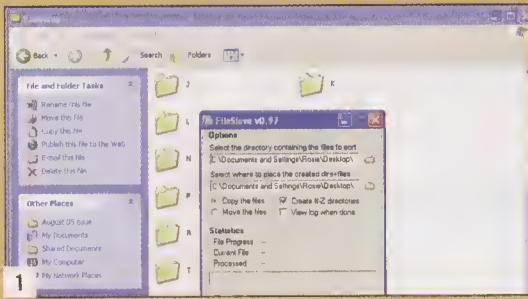 Back
Search
Folders
File and Folder Tasks
Rename this file
Move this file
Copy this file
Publish this file to the Web
E-mail this file
Delete this file
Other Places
August 05 issue
My Documents
Shared Documents
My Computer
My Network Places
J
K
L
N
P
R
T
FileSieve v0.97
Options
Select the directory containing the files to sort
C:\Documents and Settings\Rosie\Desktop\
Select where to place the created dirs+files
C:\Documents and Settings\Rosie\Desktop\
Copy the files
Create #-Z directories
Move the files
View log when done
Statistics
File Progress --
Current File --
Processed --
1